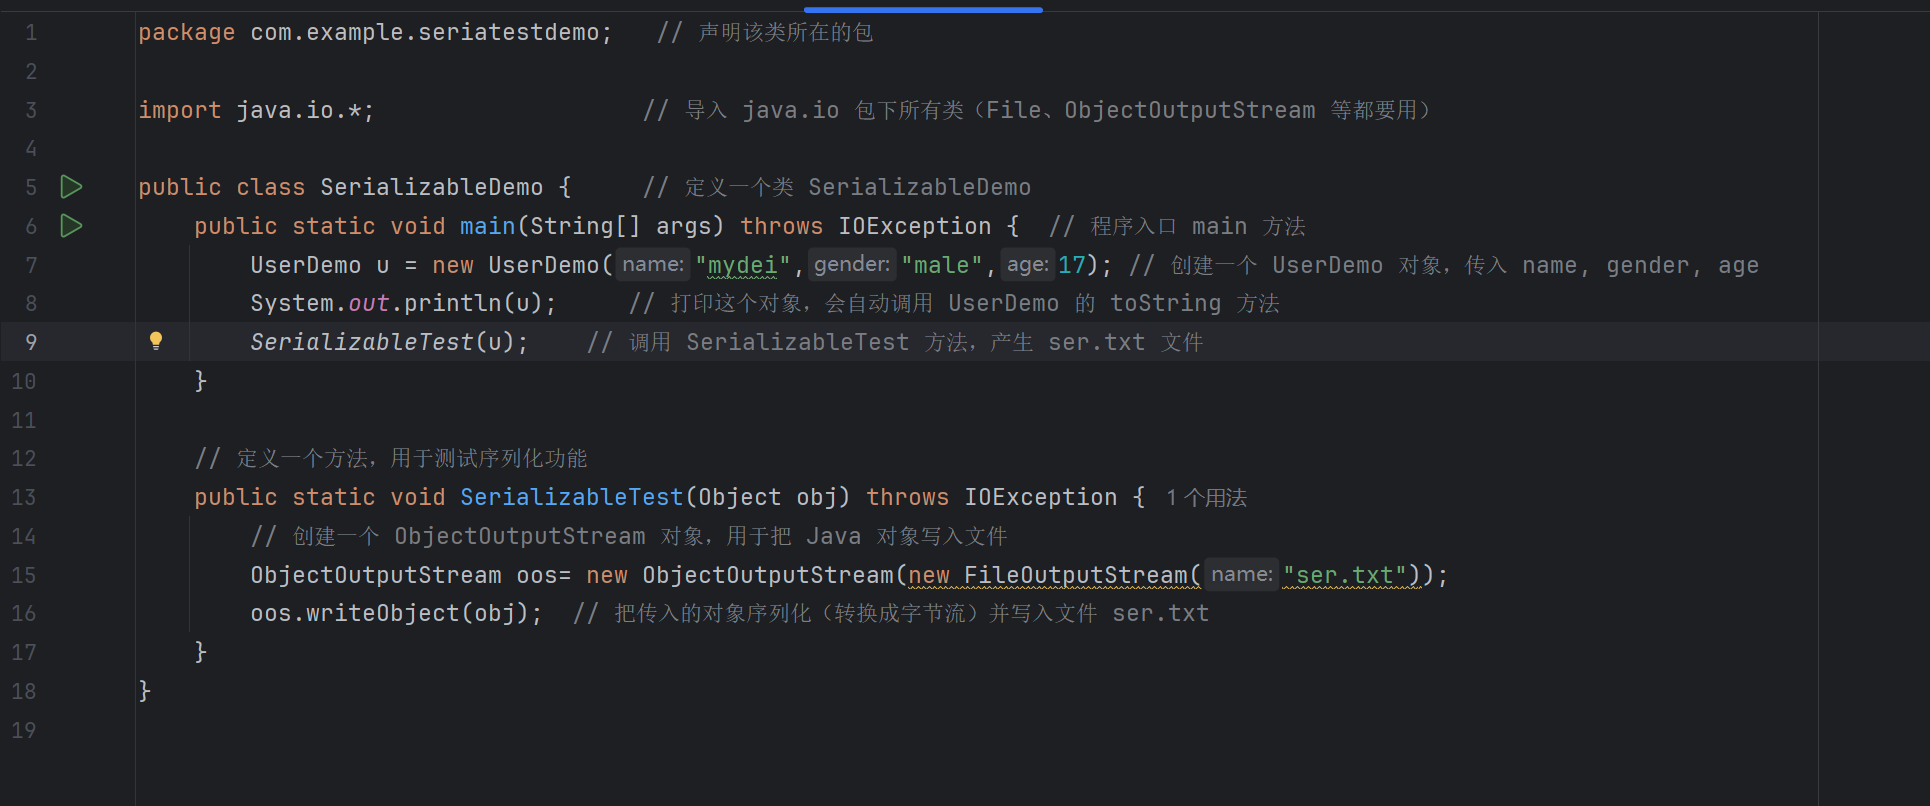 1 package com.example.seriatestdemo; // 声明该类所在的包
2
3 import java.io.*; // 导入 java.io 包下所有类（File、ObjectOutputStream 等都要用）
4
5 public class SerializableDemo { // 定义一个类 SerializableDemo
6 public static void main(String[] args) throws IOException { // 程序入口 main 方法
7 UserDemo u = new UserDemo( name: "mydei", gender: "male", age: 17); // 创建一个 UserDemo 对象，传入 name, gender, age
8 System.out.println(u); // 打印这个对象，会自动调用 UserDemo 的 toString 方法
9 SerializableTest(u); // 调用 SerializableTest 方法，产生 ser.txt 文件
10 }
11
12 // 定义一个方法，用于测试序列化功能
13 public static void SerializableTest(Object obj) throws IOException { 1 个用法
14 // 创建一个 ObjectOutputStream 对象，用于把 Java 对象写入文件
15 ObjectOutputStream oos= new ObjectOutputStream(new FileOutputStream( name: "ser.txt"));
16 oos.writeObject(obj); // 把传入的对象序列化（转换成字节流）并写入文件 ser.txt
17 }
18 }
19